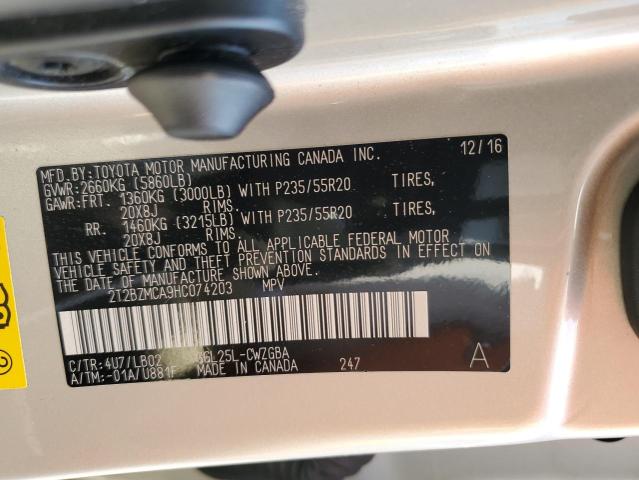 MFD.BY:TOYOTA MOTOR MANUFACTURING CANADA INC. 12/16
GVWR:2660KG (5860LB)
GAWR:FRT. 1360KG (3000LB) WITH P235/55R20 TIRES,
20X8J RIMS
RR. 1460KG (3215LB) WITH P235/55R20 TIRES,
20X8J RIMS
THIS VEHICLE CONFORMS TO ALL APPLICABLE FEDERAL MOTOR
VEHICLE SAFETY AND THEFT PREVENTION STANDARDS IN EFFECT ON
THE DATE OF MANUFACTURE SHOWN ABOVE.
2T2BZMCA9HC074203 MPV
C/TR:4U7/LB02 GL25L-CWZGBA
A/TM:-01A/U881F MADE IN CANADA 247 A